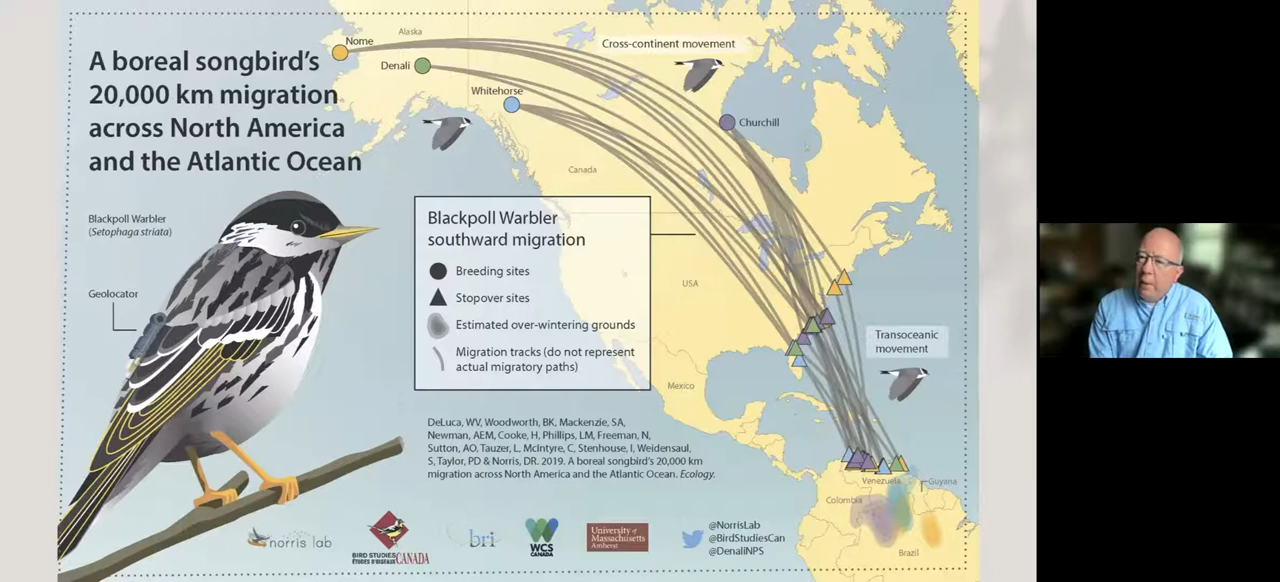 A boreal songbird's
20,000 km migration
across North America
and the Atlantic Ocean
Blackpoll Warbler
(Setophaga striata)
Geolocator
Nome
Alaska
Denali
Whitehorse
Cross-continent movement
Churchill
Canada
Blackpoll Warbler
southward migration
Breeding sites
Stopover sites
Estimated over-wintering grounds
Migration tracks (do not represent
actual migratory paths)
USA
Mexico
Transoceanic
movement
Venezuela
Guyana
Colombia
Brazil
DeLuca, WV, Woodworth, BK, Mackenzie, SA,
Newman, AEM, Cooke, H, Phillips, LM, Freeman, N,
Sutton, AO, Tauzer, L, McIntyre, C, Stenhouse, I, Weidensaul,
S, Taylor, PD & Norris, DR. 2019. A boreal songbird's 20,000 km
migration across North America and the Atlantic Ocean. Ecology.
norris lab
BIRD STUDIES
ÉTUDES D'OISEAUX CANADA
bri
WCS
CANADA
University of
Massachusetts
Amherst
@NorrisLab
@BirdStudiesCan
@DenaliNPS